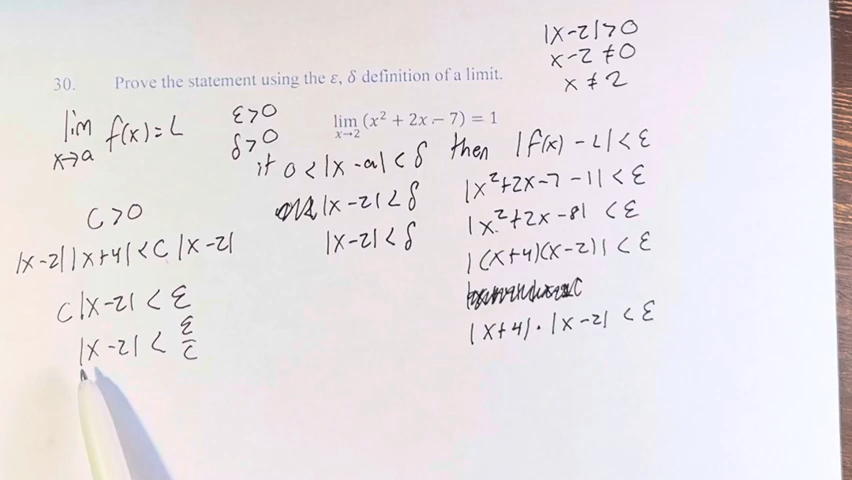 |x-2|>0
x-2≠0
x≠2
30. Prove the statement using the ε, δ definition of a limit.
lim x→a f(x)=L
ε>0
δ>0
lim x→2 (x² + 2x − 7) = 1
if 0<|x-a|<δ then |f(x)-L|<ε
|x-2|<δ
|x²+2x-7-1|<ε
|x-2|<δ
|x²+2x-8|<ε
|(x+4)(x-2)|<ε
|x+4|·|x-2|<ε
C>0
|x-2||x+4|<C|x-2|
C|x-2|<ε
|x-2|<ε/C